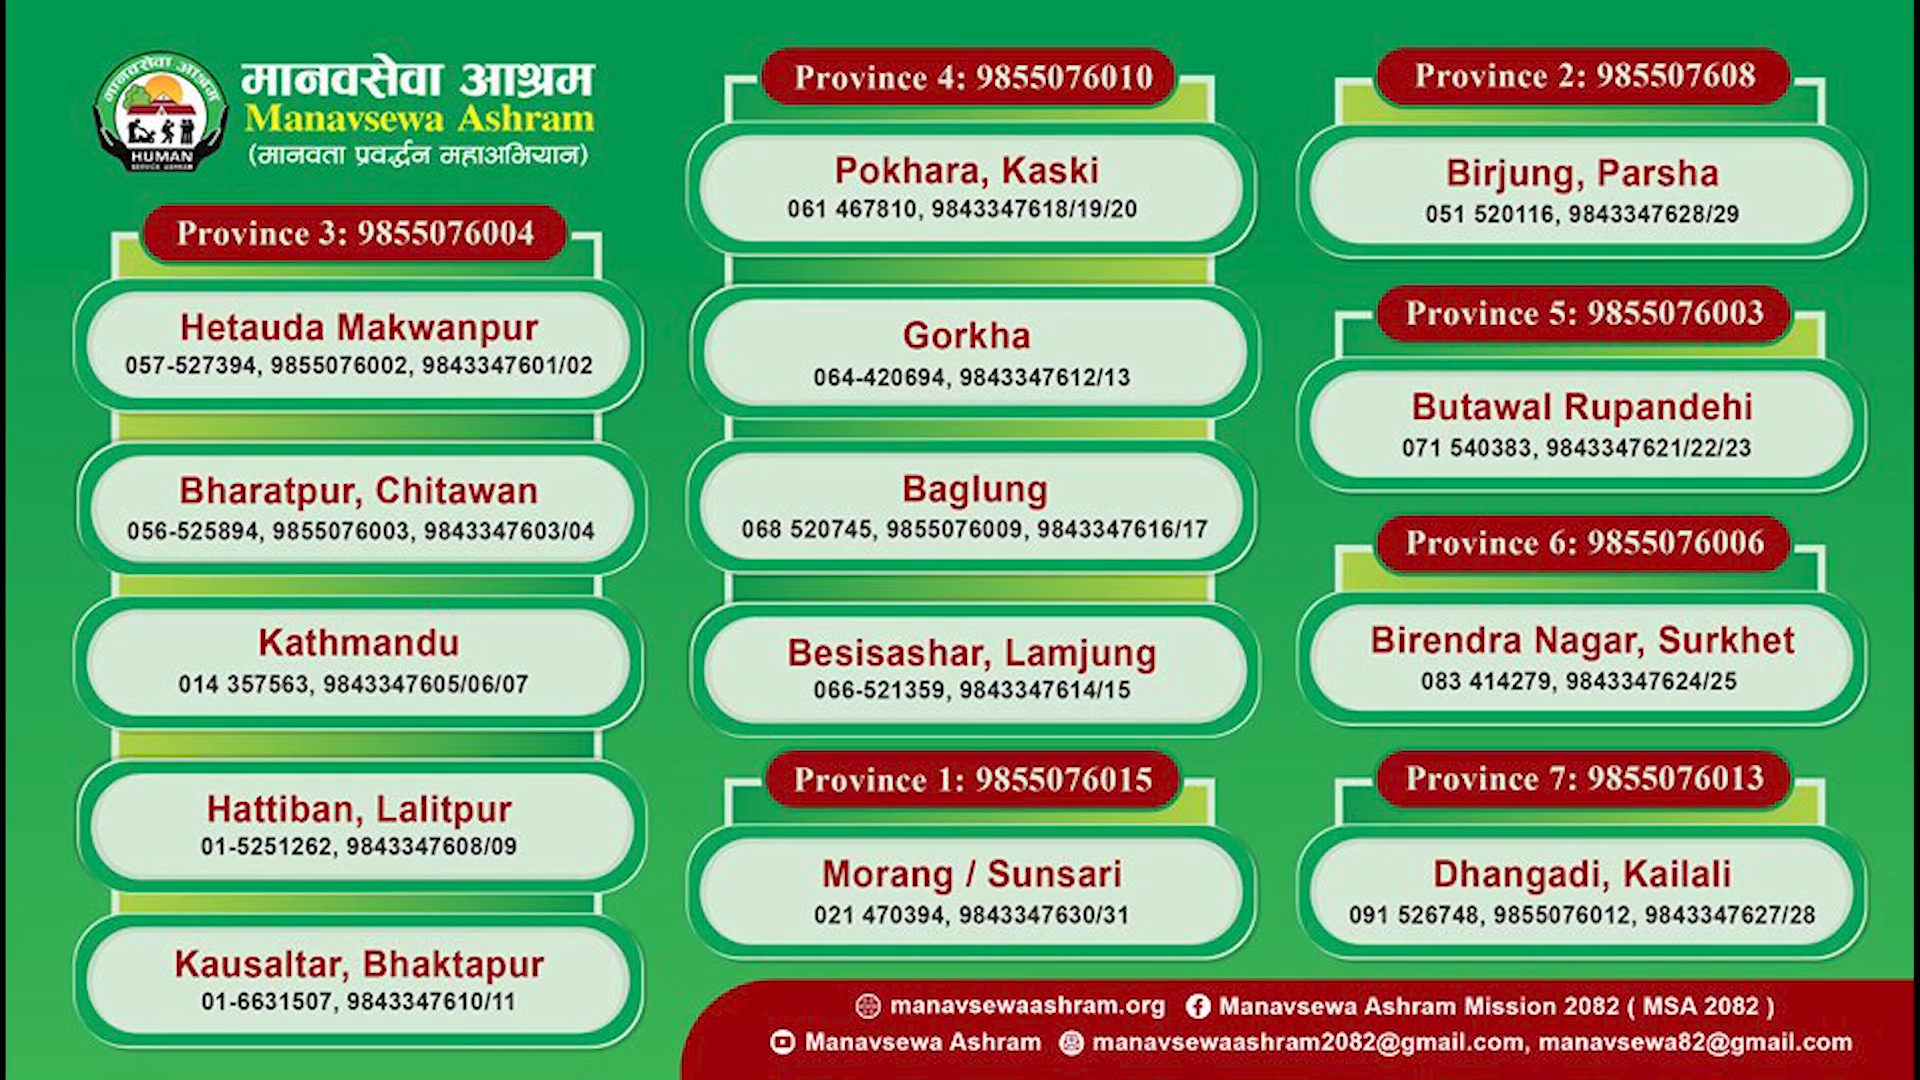 मानवसेवा आश्रम
HUMAN
SERVICE ASHRAM
मानवसेवा आश्रम
Manavsewa Ashram
(मानवता प्रवर्द्धन महाअभियान)
Province 3: 9855076004
Hetauda Makwanpur
057-527394, 9855076002, 9843347601/02
Bharatpur, Chitawan
056-525894, 9855076003, 9843347603/04
Kathmandu
014 357563, 9843347605/06/07
Hattiban, Lalitpur
01-5251262, 9843347608/09
Kausaltar, Bhaktapur
01-6631507, 9843347610/11
Province 4: 9855076010
Pokhara, Kaski
061 467810, 9843347618/19/20
Gorkha
064-420694, 9843347612/13
Baglung
068 520745, 9855076009, 9843347616/17
Besisashar, Lamjung
066-521359, 9843347614/15
Province 1: 9855076015
Morang / Sunsari
021 470394, 9843347630/31
Province 2: 985507608
Birjung, Parsha
051 520116, 9843347628/29
Province 5: 9855076003
Butawal Rupandehi
071 540383, 9843347621/22/23
Province 6: 9855076006
Birendra Nagar, Surkhet
083 414279, 9843347624/25
Province 7: 9855076013
Dhangadi, Kailali
091 526748, 9855076012, 9843347627/28
manavsewaashram.org Manavsewa Ashram Mission 2082 ( MSA 2082 )
Manavsewa Ashram manavsewaashram2082@gmail.com, manavsewa82@gmail.com